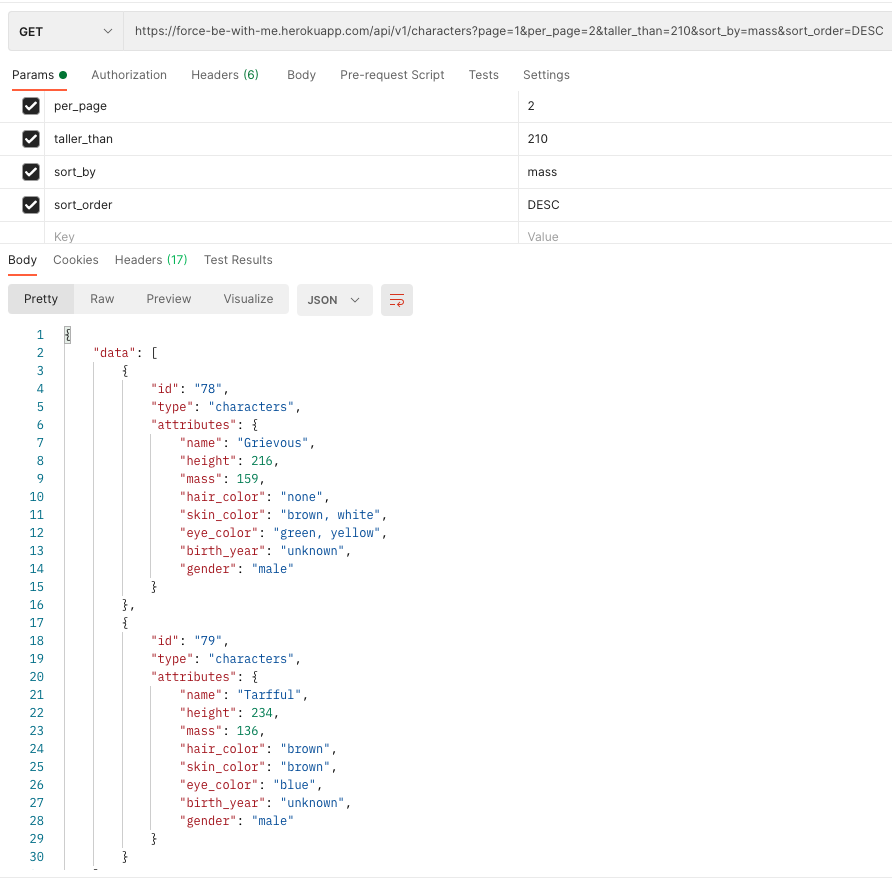 GET https://force-be-with-me.herokuapp.com/api/v1/characters?page=1&per_page=2&taller_than=210&sort_by=mass&sort_order=DESC
Params Authorization Headers (6) Body Pre-request Script Tests Settings
per_page 2
taller_than 210
sort_by mass
sort_order DESC
Key Value
Body Cookies Headers (17) Test Results
Pretty Raw Preview Visualize JSON
1 {
2 "data": [
3 {
4 "id": "78",
5 "type": "characters",
6 "attributes": {
7 "name": "Grievous",
8 "height": 216,
9 "mass": 159,
10 "hair_color": "none",
11 "skin_color": "brown, white",
12 "eye_color": "green, yellow",
13 "birth_year": "unknown",
14 "gender": "male"
15 }
16 },
17 {
18 "id": "79",
19 "type": "characters",
20 "attributes": {
21 "name": "Tarfful",
22 "height": 234,
23 "mass": 136,
24 "hair_color": "brown",
25 "skin_color": "brown",
26 "eye_color": "blue",
27 "birth_year": "unknown",
28 "gender": "male"
29 }
30 }